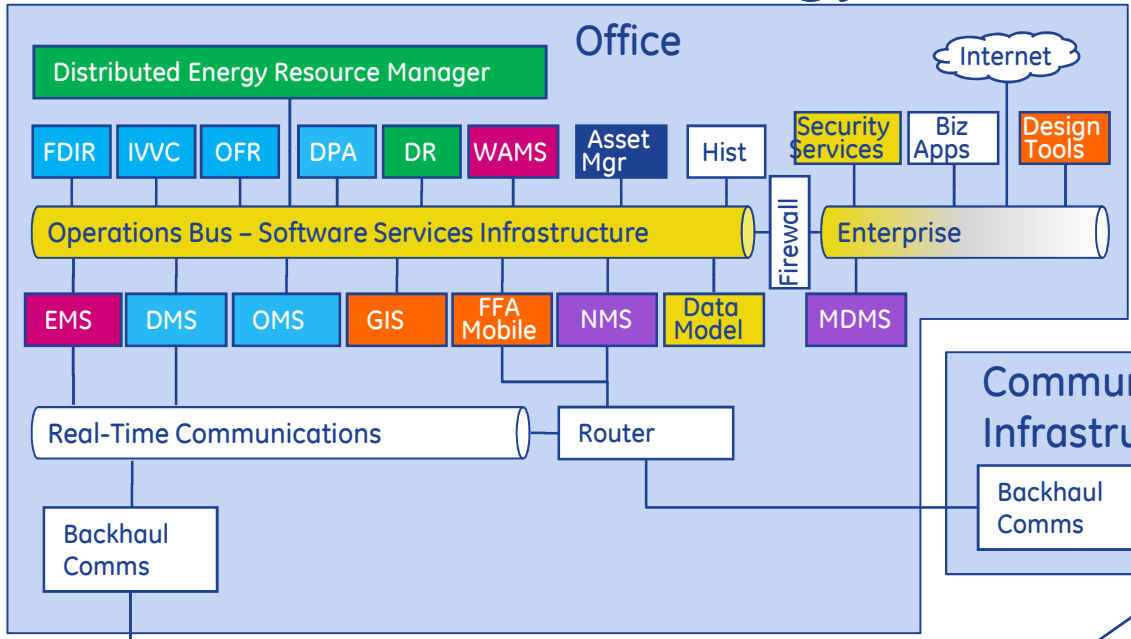 Office
Internet
Distributed Energy Resource Manager
FDIR
IVVC
OFR
DPA
DR
WAMS
Asset
Mgr
Hist
Security
Services
Biz
Apps
Design
Tools
Operations Bus – Software Services Infrastructure
Firewall
Enterprise
EMS
DMS
OMS
GIS
FFA
Mobile
NMS
Data
Model
MDMS
Real-Time Communications
Router
Backhaul
Comms
Backhaul
Comms